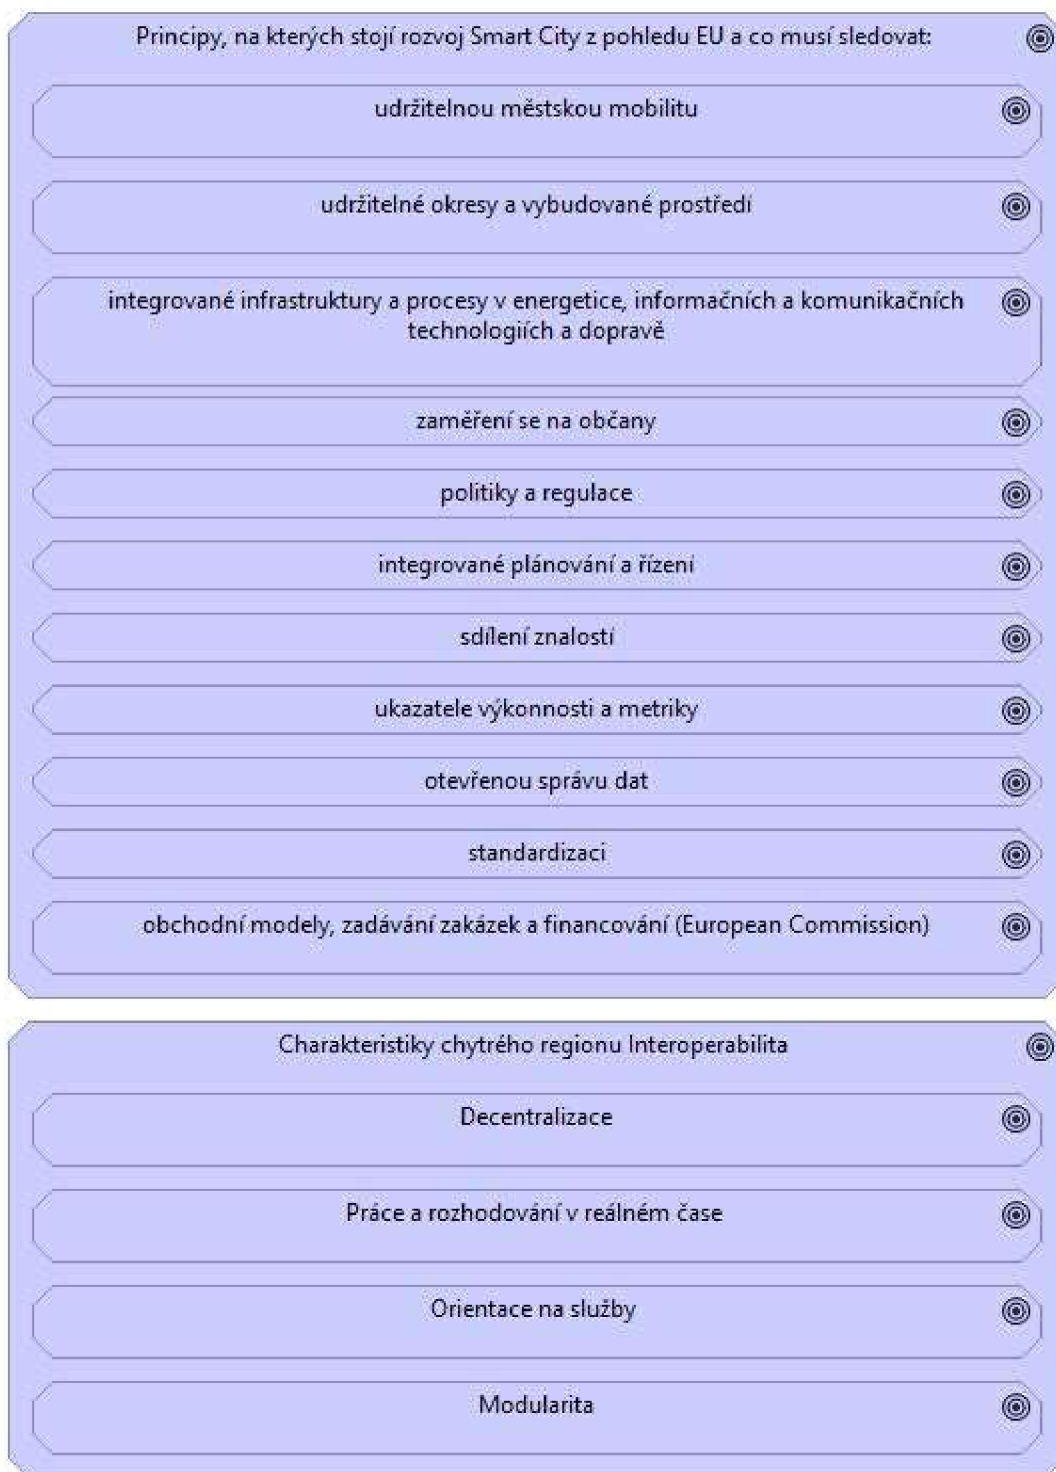 Principy, na kterých stojí rozvoj Smart City z pohledu EU a co musí sledovat:
udržitelnou městskou mobilitu
udržitelné okresy a vybudované prostředí
integrované infrastruktury a procesy v energetice, informačních a komunikačních
technologiích a dopravě
zaměření se na občany
politiky a regulace
integrované plánování a řízení
sdílení znalostí
ukazatele výkonnosti a metriky
otevřenou správu dat
standardizaci
obchodní modely, zadávání zakázek a financování (European Commission)
Charakteristiky chytrého regionu Interoperabilita
Decentralizace
Práce a rozhodování v reálném čase
Orientace na služby
Modularita